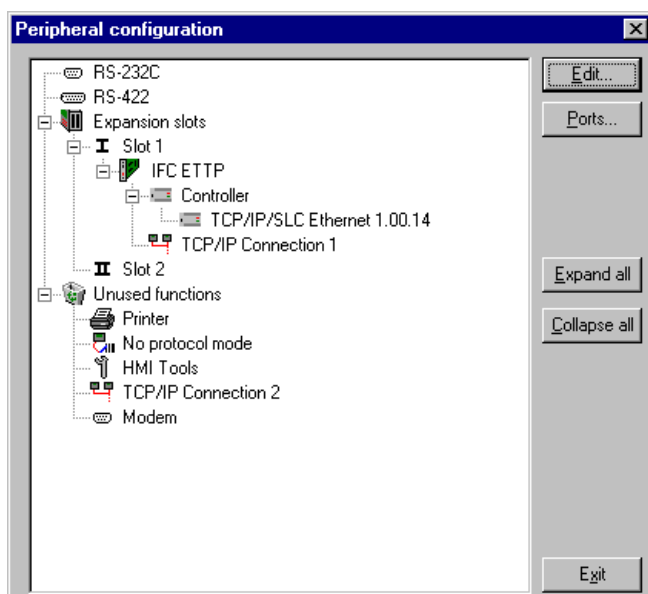 Peripheral configuration
RS-232C
RS-422
Expansion slots
I Slot 1
IFC ETTP
Controller
TCP/IP/SLC Ethernet 1.00.14
TCP/IP Connection 1
II Slot 2
Unused functions
Printer
No protocol mode
HMI Tools
TCP/IP Connection 2
Modem
Edit...
Ports...
Expand all
Collapse all
Exit